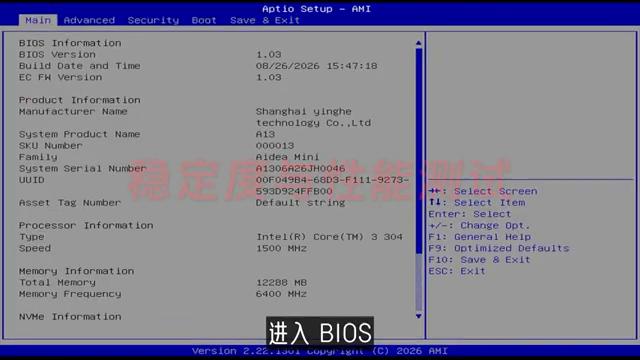 Aptio Setup – AMI
Main Advanced Security Boot Save & Exit
BIOS Information
BIOS Version 1.03
Build Date and Time 08/26/2026 15:47:18
EC FW Version 1.03
Product Information
Manufacturer Name Shanghai yinghe
technology Co.,Ltd
System Product Name A13
SKU Number 000013
Family Aidea Mini
System Serial Number A1306A26JH0046
UUID 00F049B4-68D3-F111-9273-
593D924FFB00
Asset Tag Number Default string
Processor Information
Type Intel(R) Core(TM) 3 304
Speed 1500 MHz
Memory Information
Total Memory 12288 MB
Memory Frequency 6400 MHz
NVMe Information
稳定度与性能测试
→←: Select Screen
↑↓: Select Item
Enter: Select
+/-: Change Opt.
F1: General Help
F9: Optimized Defaults
F10: Save & Exit
ESC: Exit
进入 BIOS
Version 2.22.1301 Copyright (C) 2026 AMI